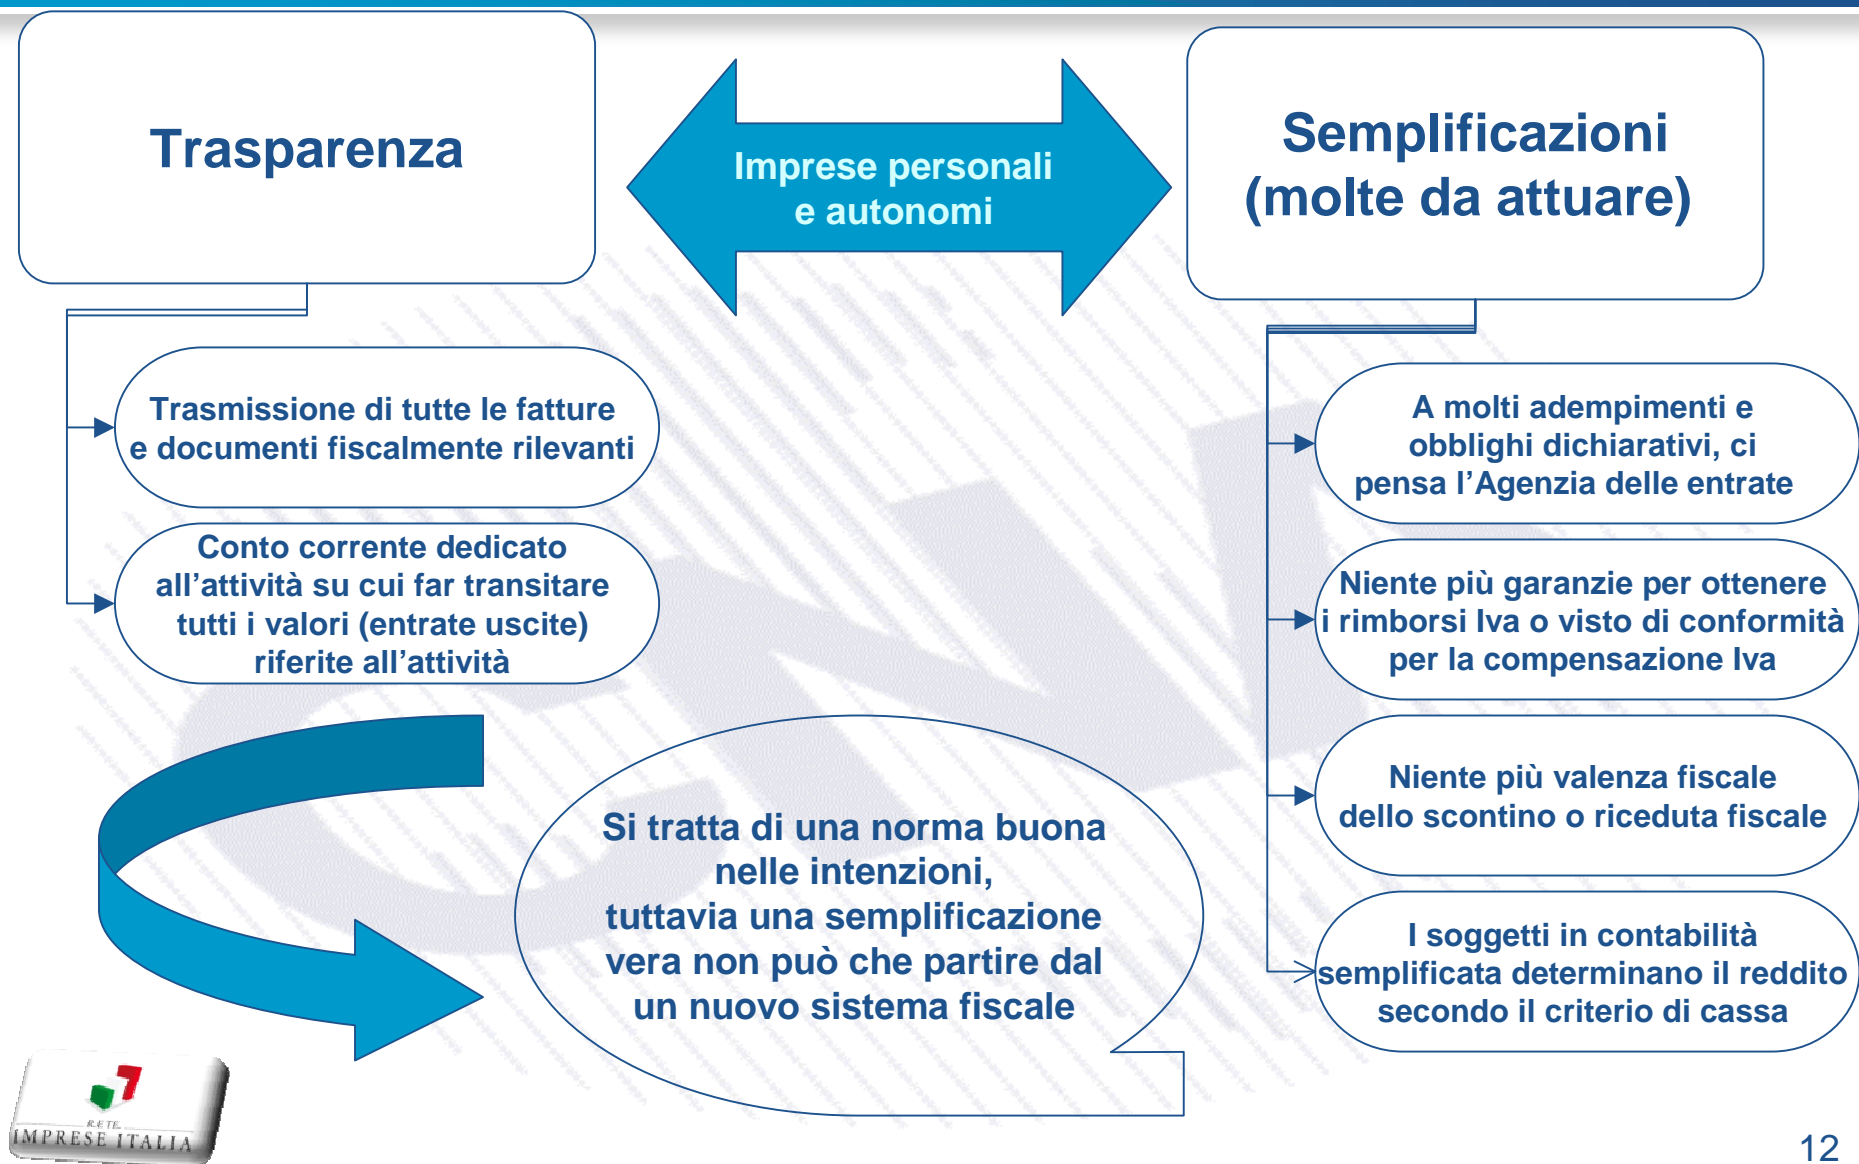 Trasparenza
Imprese personali
e autonomi
Semplificazioni
(molte da attuare)
Trasmissione di tutte le fatture
e documenti fiscalmente rilevanti
Conto corrente dedicato
all’attività su cui far transitare
tutti i valori (entrate uscite)
riferite all’attività
A molti adempimenti e
obblighi dichiarativi, ci
pensa l’Agenzia delle entrate
Niente più garanzie per ottenere
i rimborsi Iva o visto di conformità
per la compensazione Iva
Niente più valenza fiscale
dello scontino o riceduta fiscale
I soggetti in contabilità
semplificata determinano il reddito
secondo il criterio di cassa
Si tratta di una norma buona
nelle intenzioni,
tuttavia una semplificazione
vera non può che partire dal
un nuovo sistema fiscale
CNA
R.E TE.
IMPRESE ITALIA
12